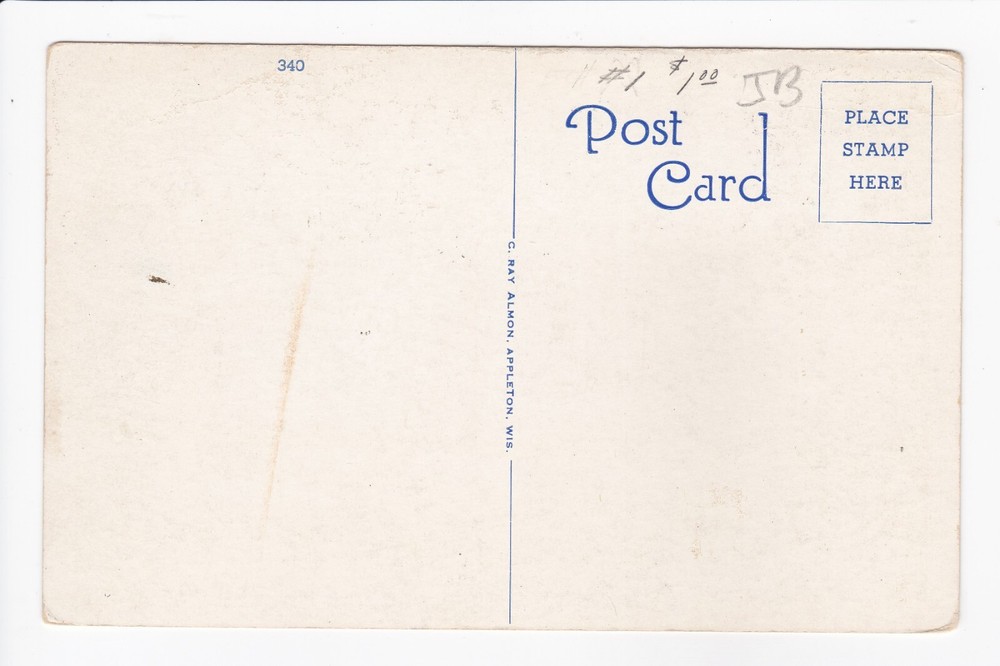 340
#1 $1.00 JB
Post
Card
PLACE
STAMP
HERE
C. RAY ALMON, APPLETON, WIS.